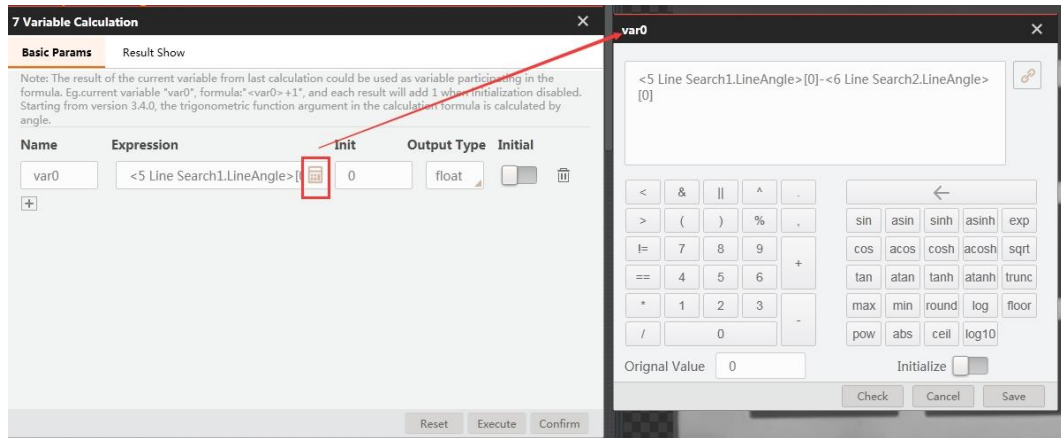 7 Variable Calculation
Basic Params Result Show
Note: The result of the current variable from last calculation could be used as variable participating in the
formula. Eg.current variable "var0", formula:"<var0>+1", and each result will add 1 when initialization disabled.
Starting from version 3.4.0, the trigonometric function argument in the calculation formula is calculated by
angle.
Name Expression Init Output Type Initial
var0 <5 Line Search1.LineAngle>[0 0 float
+
Reset Execute Confirm
var0
<5 Line Search1.LineAngle>[0]-<6 Line Search2.LineAngle>
[0]
< & || ^ .
> ( ) % , sin asin sinh asinh exp
!= 7 8 9 + cos acos cosh acosh sqrt
== 4 5 6 tan atan tanh atanh trunc
* 1 2 3 - max min round log floor
/ 0 pow abs ceil log10
Orignal Value 0 Initialize
Check Cancel Save